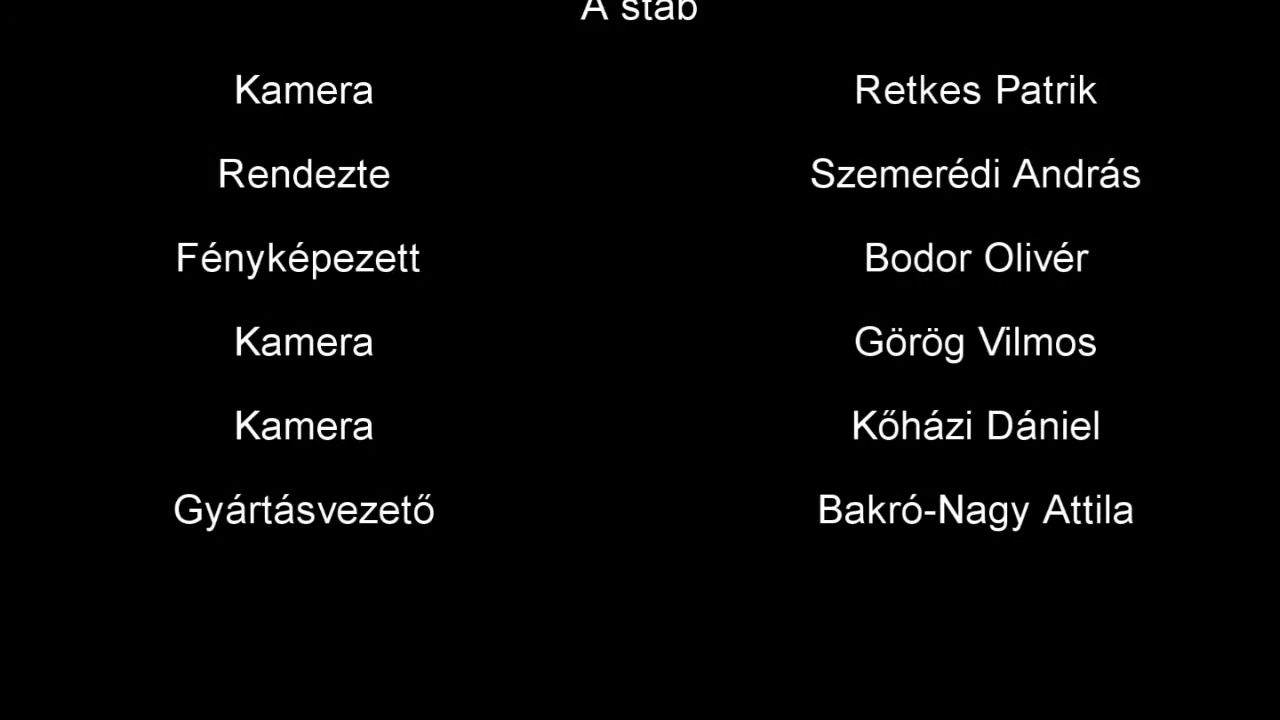 A stáb
Kamera Retkes Patrik
Rendezte Szemerédi András
Fényképezett Bodor Olivér
Kamera Görög Vilmos
Kamera Kőházi Dániel
Gyártásvezető Bakró-Nagy Attila